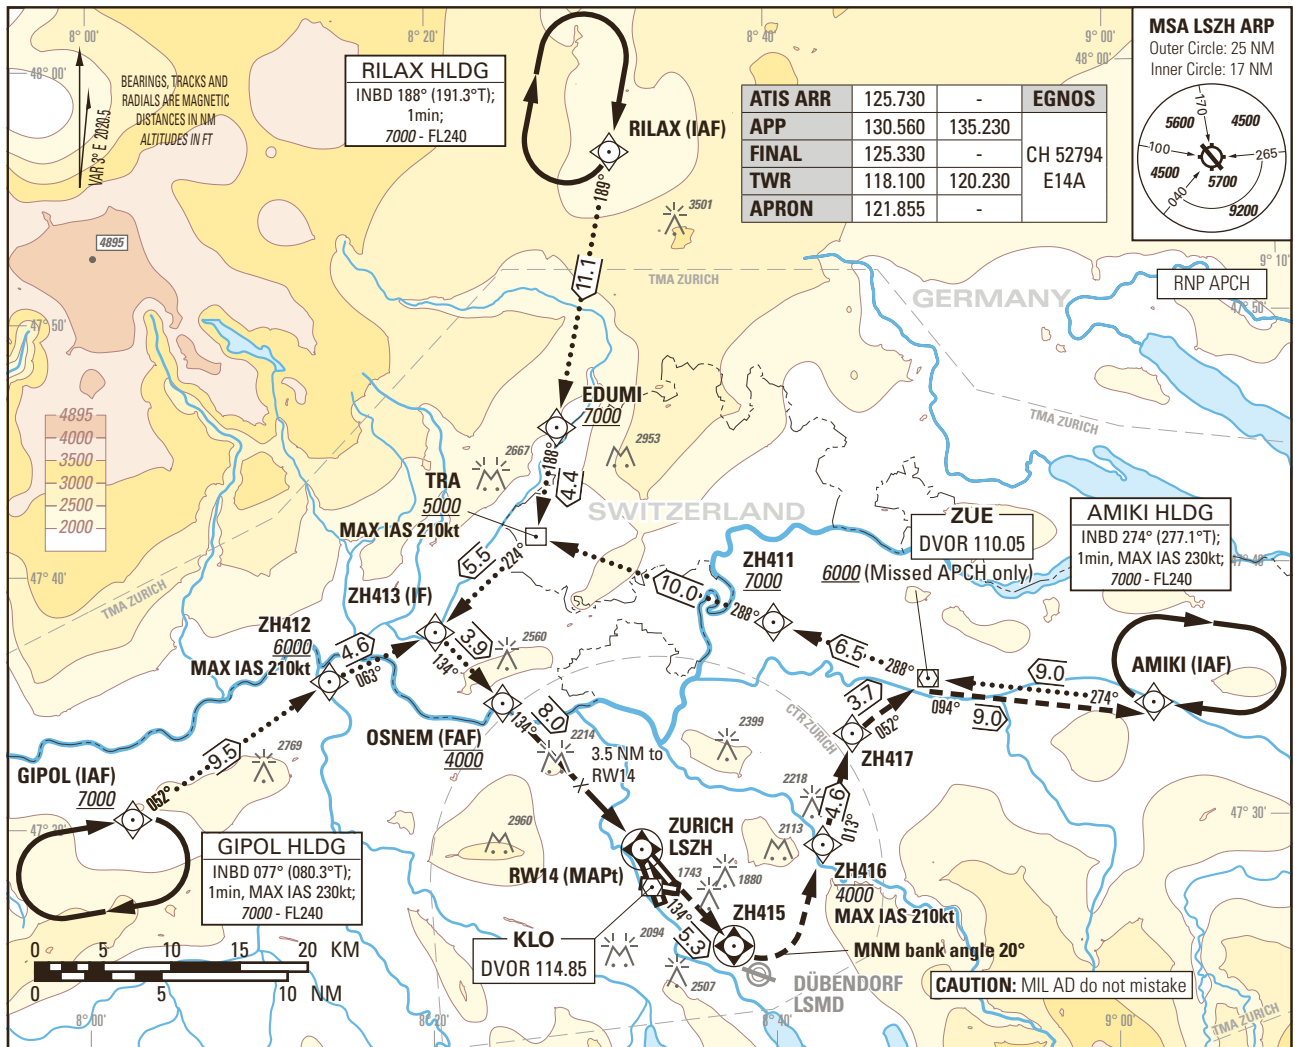 8° 00'
8° 20'
9° 00'
48° 00'
BEARINGS, TRACKS AND
RADIALS ARE MAGNETIC
DISTANCES IN NM
ALTITUDES IN FT
VAR 3° E 2020.5
RILAX HLDG
INBD 188° (191.3°T);
1min;
7000 - FL240
RILAX (IAF)
189°
3501
11.1
ATIS ARR 125.730 - EGNOS
APP 130.560 135.230
FINAL 125.330 - CH 52794
TWR 118.100 120.230 E14A
APRON 121.855 -
MSA LSZH ARP
Outer Circle: 25 NM
Inner Circle: 17 NM
170
5600
4500
100
265
4500
5700
040
9200
9° 10'
RNP APCH
47° 50'
4895
TMA ZURICH
GERMANY
47° 50'
4895
4000
3500
3000
2500
2000
EDUMI
7000
188°
4.4
2667
2953
TMA ZURICH
TRA
5000
MAX IAS 210kt
SWITZERLAND
ZUE
DVOR 110.05
6000 (Missed APCH only)
AMIKI HLDG
INBD 274° (277.1°T);
1min, MAX IAS 230kt;
7000 - FL240
47° 40'
47° 40'
TMA ZURICH
5.5
224°
ZH411
7000
10.0
288°
6.5
288°
ZH413 (IF)
ZH412
6000
MAX IAS 210kt
4.6
063°
3.9
134°
2560
AMIKI (IAF)
9.0
274°
094°
9.0
3.7
052°
CTR ZÜRICH
ZH417
OSNEM (FAF)
4000
134°
8.0
2214
3.5 NM to
RW14
2399
2218
9.5
052°
2769
GIPOL (IAF)
7000
47° 30'
GIPOL HLDG
INBD 077° (080.3°T);
1min, MAX IAS 230kt;
7000 - FL240
2960
ZURICH
LSZH
RW14 (MAPt)
1743
1880
2113
4.6
013°
ZH416
4000
MAX IAS 210kt
134°
5.3
ZH415
KLO
DVOR 114.85
2094
2507
MNM bank angle 20°
DÜBENDORF
LSMD
CAUTION: MIL AD do not mistake
0 5 10 15 20 KM
0 5 10 NM
8° 00'
8° 20'
8° 40'
9° 00'
TMA ZURICH